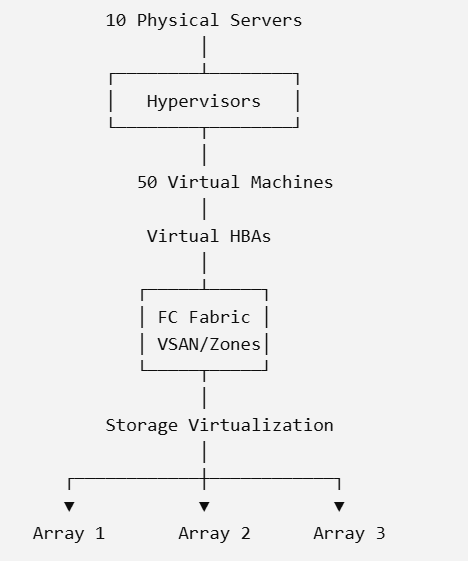 10 Physical Servers
Hypervisors
50 Virtual Machines
Virtual HBAs
FC Fabric
VSAN/Zones
Storage Virtualization
Array 1 Array 2 Array 3